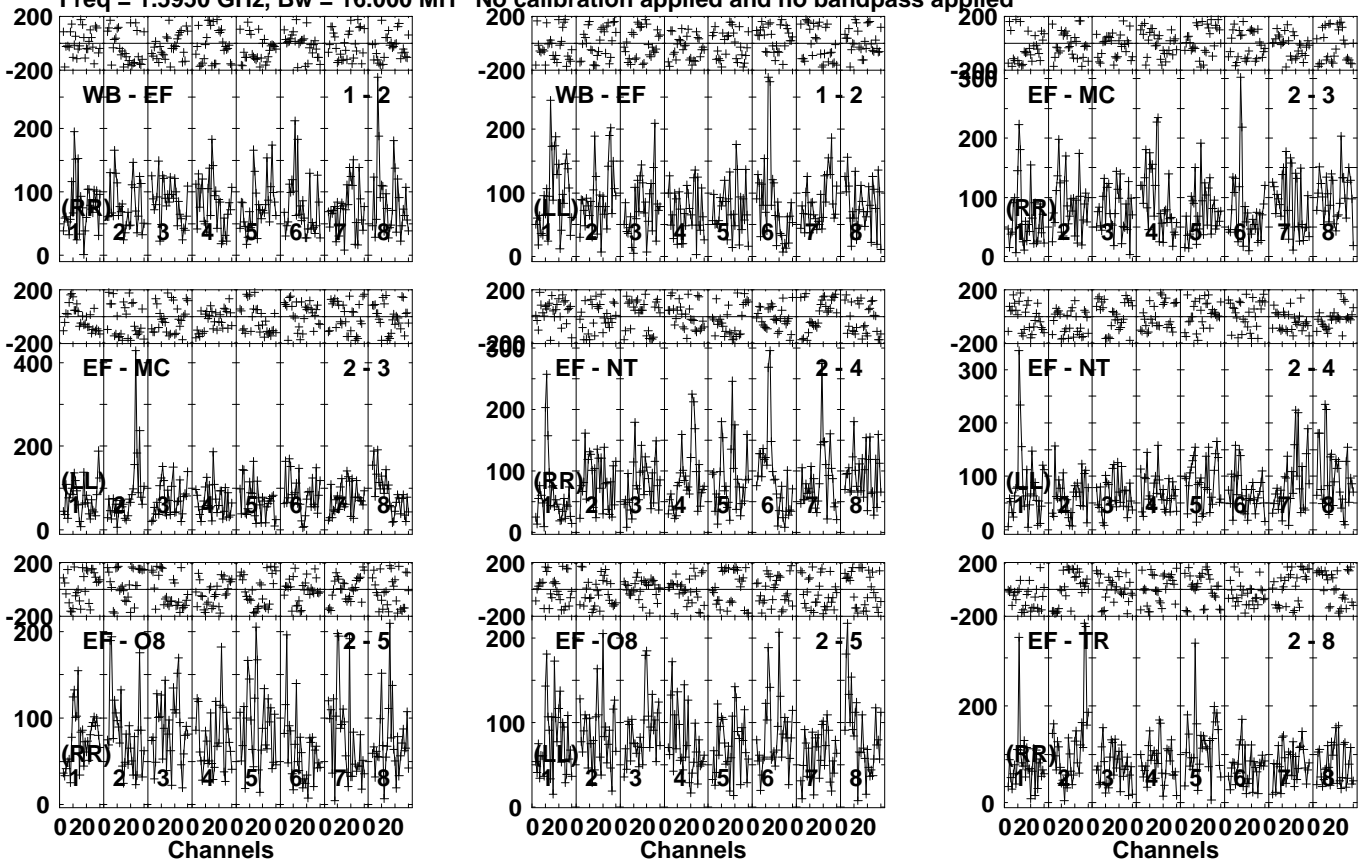 Freq = 1.5950 GHz, Bw = 16.000 MH No calibration applied and no bandpass applied
200 200 200
-200 -200 -200
WB - EF 1 - 2 WB - EF 1 - 2 300 EF - MC 2 - 3
200 200 200
100 100 100
(RR) (LL) (RR)
1 2 3 4 5 6 7 8 1 2 3 4 5 6 7 8 1 2 3 4 5 6 7 8
0 0 0
200 200 200
-200 -200 -200
400 EF - MC 2 - 3 300 EF - NT 2 - 4 300 EF - NT 2 - 4
200 200 200
100 100
(LL) (RR) (LL)
1 2 3 4 5 6 7 8 1 2 3 4 5 6 7 8 1 2 3 4 5 6 7 8
0 0 0
200 200 200
-200 -200 -200
200 EF - O8 2 - 5 200 EF - O8 2 - 5 EF - TR 2 - 8
100 100 200
(RR) (LL) (RR)
1 2 3 4 5 6 7 8 1 2 3 4 5 6 7 8 1 2 3 4 5 6 7 8
0 0 0
0 20 0 20 0 20 0 20 0 20 0 20 0 20 0 20 0 20 0 20 0 20 0 20 0 20 0 20 0 20 0 20 0 20 0 20 0 20 0 20 0 20 0 20 0 20 0 20
Channels Channels Channels